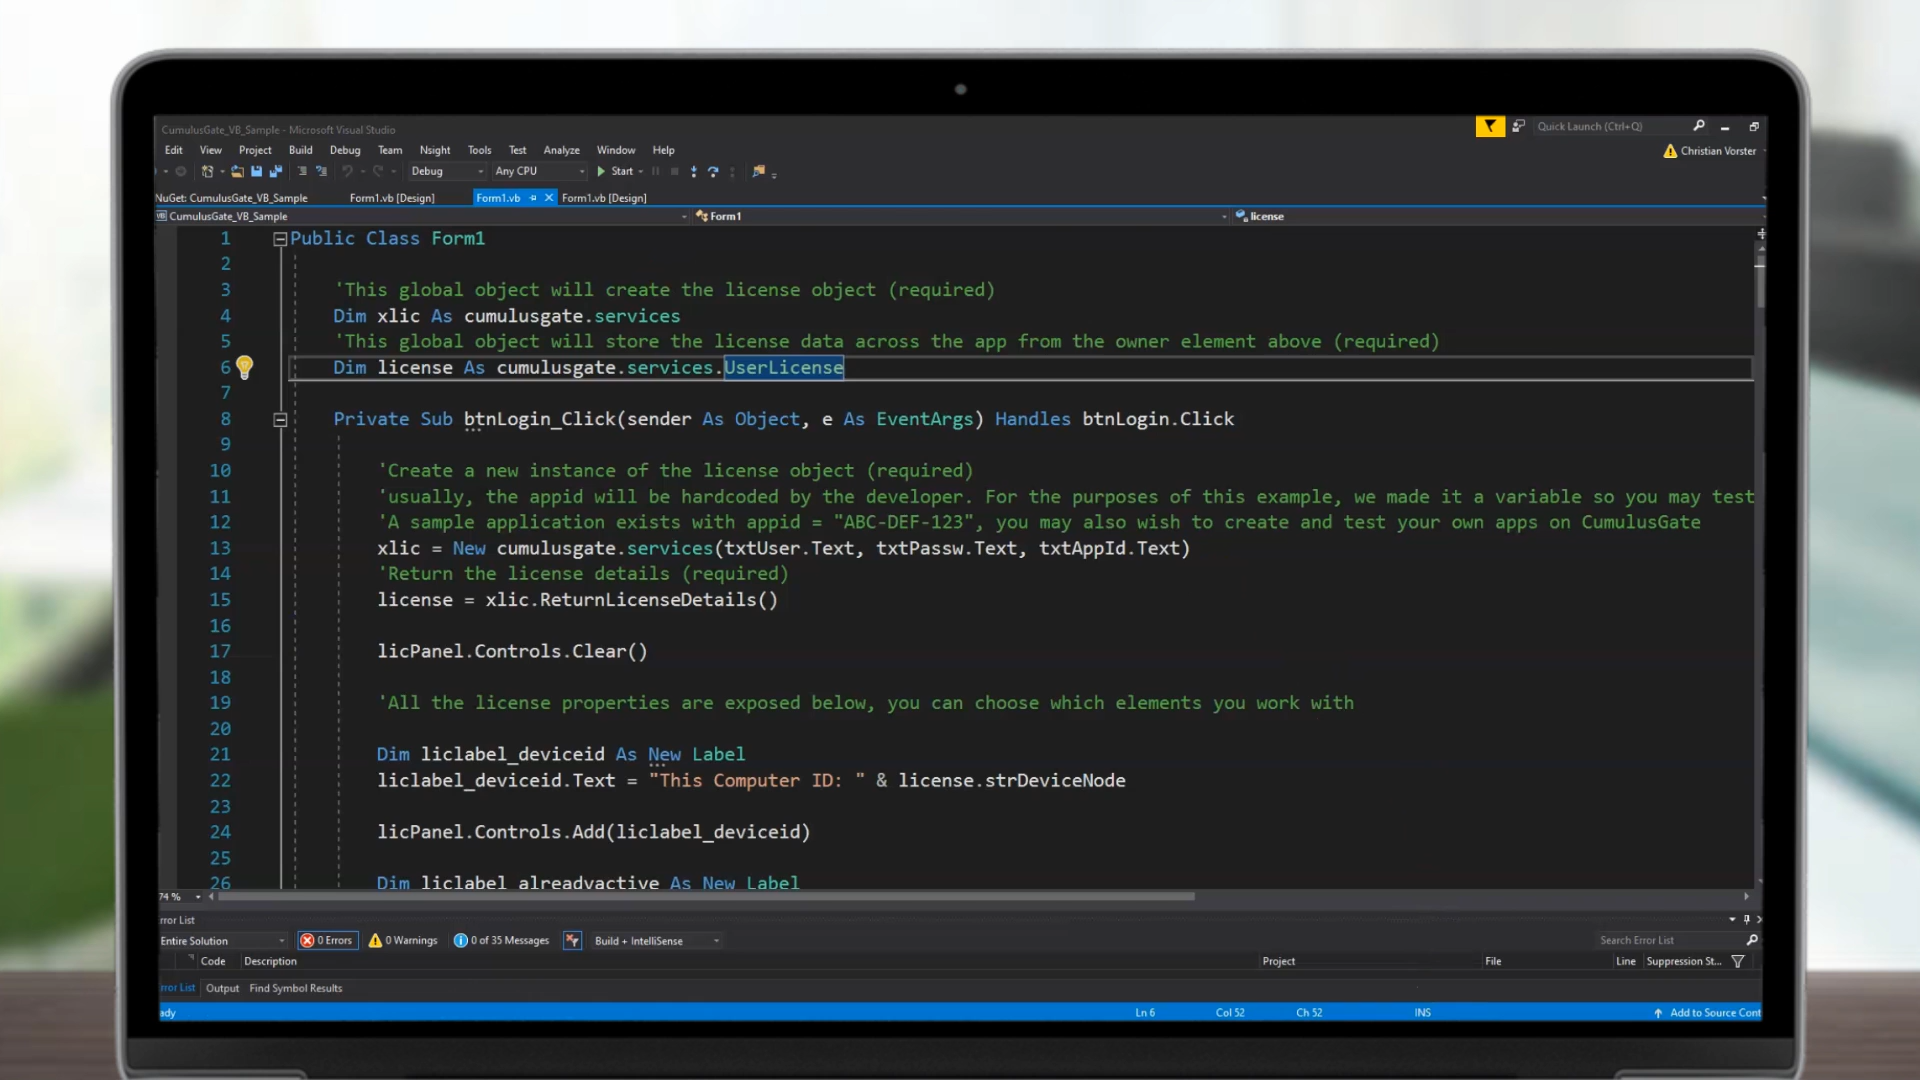 CumulusGate_VB_Sample - Microsoft Visual Studio
Quick Launch (Ctrl+Q)
Edit View Project Build Debug Team Nsight Tools Test Analyze Window Help
Christian Vorster
Debug Any CPU Start
NuGet: CumulusGate_VB_Sample Form1.vb [Design] Form1.vb Form1.vb [Design]
CumulusGate_VB_Sample Form1 license
1 Public Class Form1
2
3 'This global object will create the license object (required)
4 Dim xlic As cumulusgate.services
5 'This global object will store the license data across the app from the owner element above (required)
6 Dim license As cumulusgate.services.UserLicense
7
8 Private Sub btnLogin_Click(sender As Object, e As EventArgs) Handles btnLogin.Click
9
10 'Create a new instance of the license object (required)
11 'usually, the appid will be hardcoded by the developer. For the purposes of this example, we made it a variable so you may test
12 'A sample application exists with appid = "ABC-DEF-123", you may also wish to create and test your own apps on CumulusGate
13 xlic = New cumulusgate.services(txtUser.Text, txtPassw.Text, txtAppId.Text)
14 'Return the license details (required)
15 license = xlic.ReturnLicenseDetails()
16
17 licPanel.Controls.Clear()
18
19 'All the license properties are exposed below, you can choose which elements you work with
20
21 Dim liclabel_deviceid As New Label
22 liclabel_deviceid.Text = "This Computer ID: " & license.strDeviceNode
23
24 licPanel.Controls.Add(liclabel_deviceid)
25
26 Dim liclabel_alreadyactive As New Label
74 %
rror List
Entire Solution 0 Errors 0 Warnings 0 of 35 Messages Build + IntelliSense Search Error List
Code Description Project File Line Suppression St...
rror List Output Find Symbol Results
ady Ln 6 Col 52 Ch 52 INS Add to Source Cont